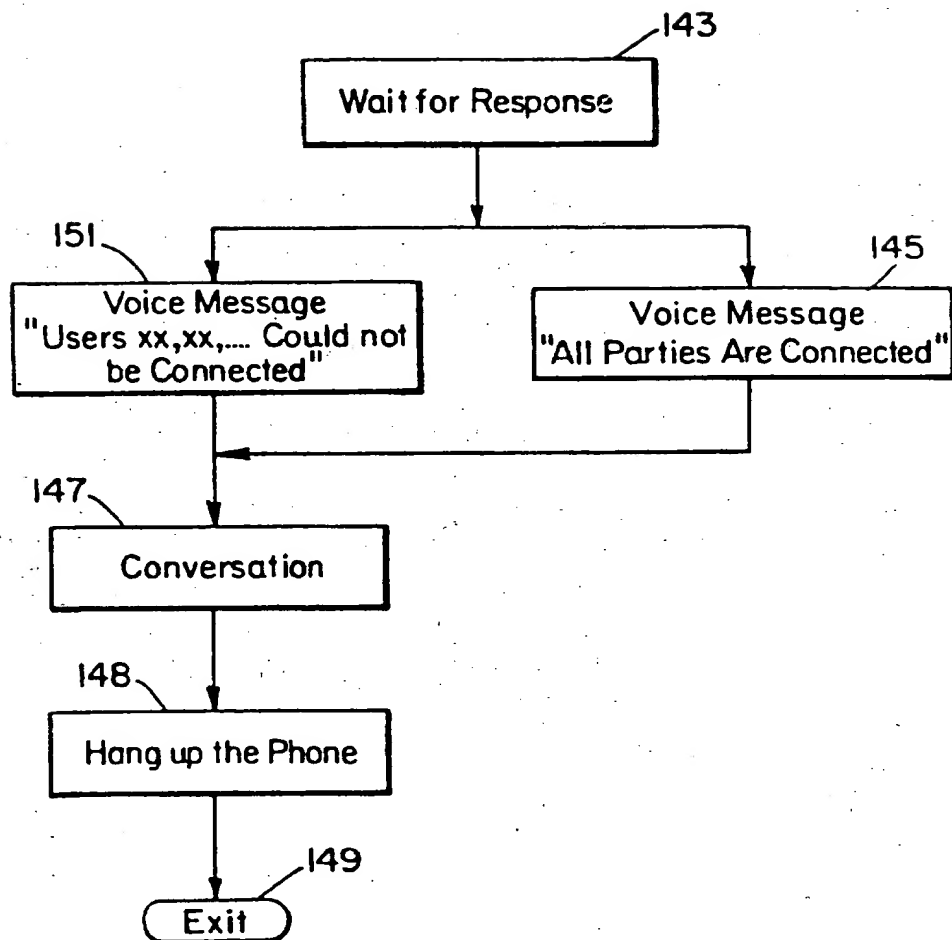 143
Wait for Response
151
Voice Message
"Users xx,xx,.... Could not
be Connected"
145
Voice Message
"All Parties Are Connected"
147
Conversation
148
Hang up the Phone
149
Exit